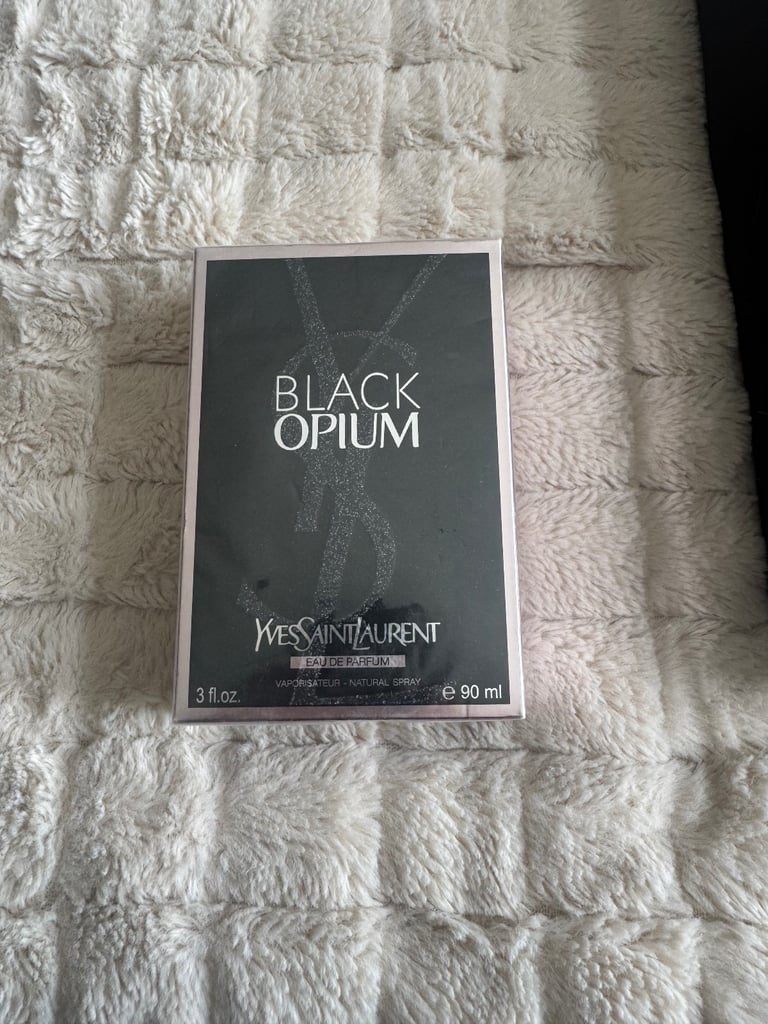 BLACK
OPIUM
YVESSAINTLAURENT
EAU DE PARFUM
VAPORISATEUR - NATURAL SPRAY
3 fl.oz. ℮ 90 ml